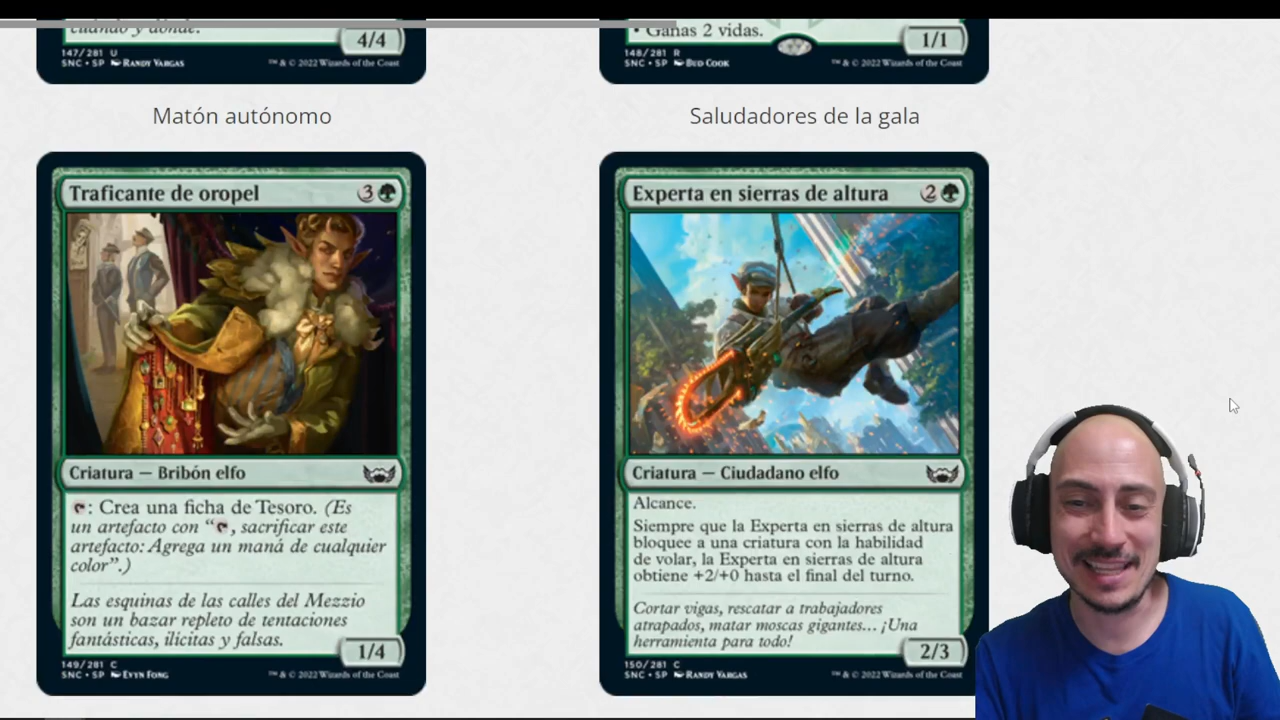 cuándo y dónde.
4/4
147/281 U
SNC • SP RANDY VARGAS
™ & © 2022 Wizards of the Coast
• Ganas 2 vidas.
1/1
148/281 R
SNC • SP BUD COOK
™ & © 2022 Wizards of the Coast
Matón autónomo
Saludadores de la gala
Traficante de oropel
3
Criatura — Bribón elfo
: Crea una ficha de Tesoro. (Es
un artefacto con “ , sacrificar este
artefacto: Agrega un maná de cualquier
color”.)
Las esquinas de las calles del Mezzio
son un bazar repleto de tentaciones
fantásticas, ilícitas y falsas.
1/4
149/281 C
SNC • SP EVYN FONG
™ & © 2022 Wizards of the Coast
Experta en sierras de altura
2
Criatura — Ciudadano elfo
Alcance.
Siempre que la Experta en sierras de altura
bloquee a una criatura con la habilidad
de volar, la Experta en sierras de altura
obtiene +2/+0 hasta el final del turno.
Cortar vigas, rescatar a trabajadores
atrapados, matar moscas gigantes... ¡Una
herramienta para todo!
2/3
150/281 C
SNC • SP RANDY VARGAS
™ & © 2022 Wizards of the Coast